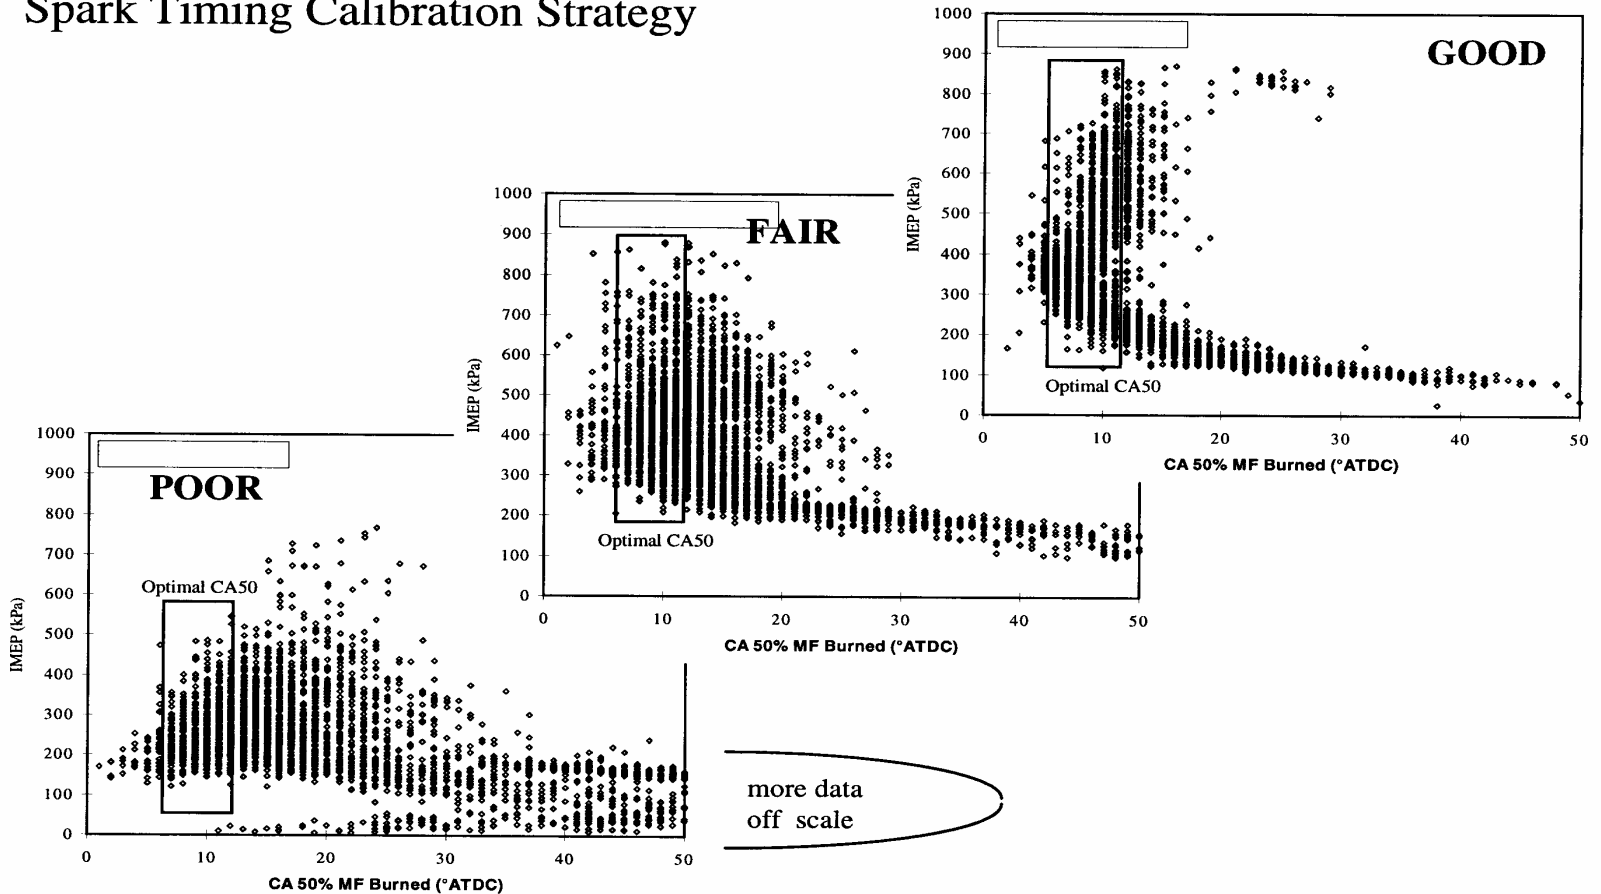 Spark Timing Calibration Strategy
GOOD
1000
900
800
700
600
500
400
300
200
100
0
IMEP (kPa)
Optimal CA50
0 10 20 30 40 50
CA 50% MF Burned (°ATDC)
FAIR
1000
900
800
700
600
500
400
300
200
100
0
IMEP (kPa)
Optimal CA50
0 10 20 30 40 50
CA 50% MF Burned (°ATDC)
POOR
1000
900
800
700
600
500
400
300
200
100
0
IMEP (kPa)
Optimal CA50
0 10 20 30 40 50
CA 50% MF Burned (°ATDC)
more data
off scale